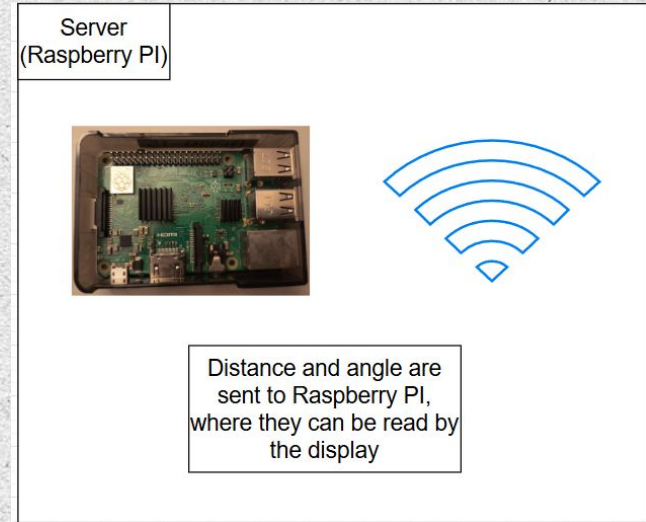 Server
(Raspberry PI)
HDMI
Distance and angle are
sent to Raspberry PI,
where they can be read by
the display